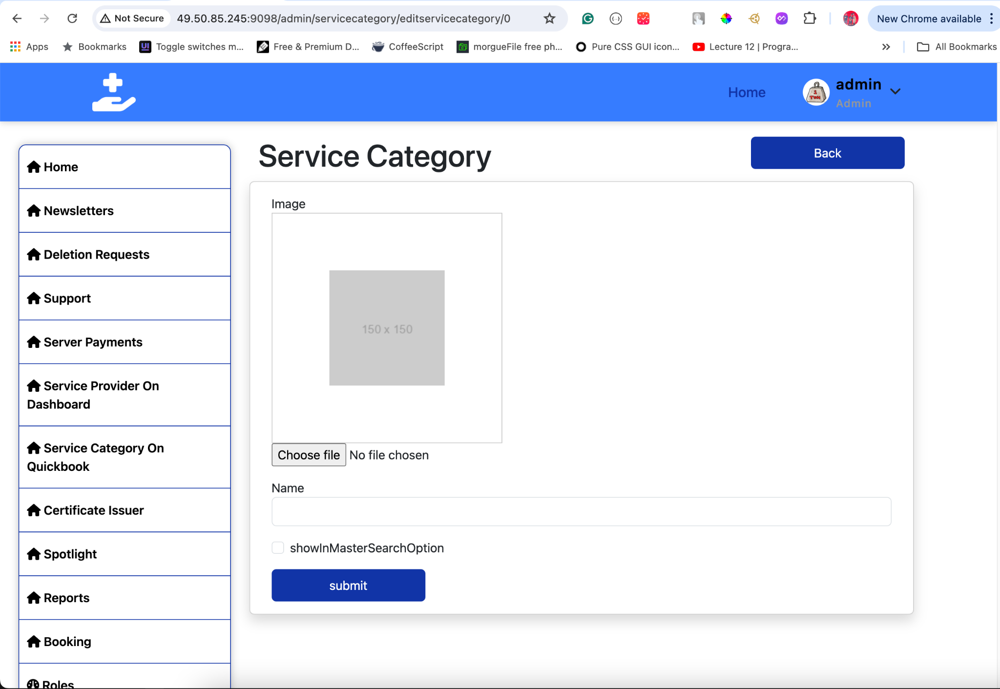 Not Secure
49.50.85.245:9098/admin/servicecategory/editservicecategory/0
New Chrome available
Apps
Bookmarks
UI
Toggle switches m...
Free & Premium D...
CoffeeScript
morgueFile free ph...
Pure CSS GUI icon...
Lecture 12 | Progra...
All Bookmarks
Home
1
TON
admin
Admin
Home
Newsletters
Deletion Requests
Support
Server Payments
Service Provider On
Dashboard
Service Category On
Quickbook
Certificate Issuer
Spotlight
Reports
Booking
Roles
Service Category
Back
Image
150 x 150
Choose file
No file chosen
Name
showInMasterSearchOption
submit